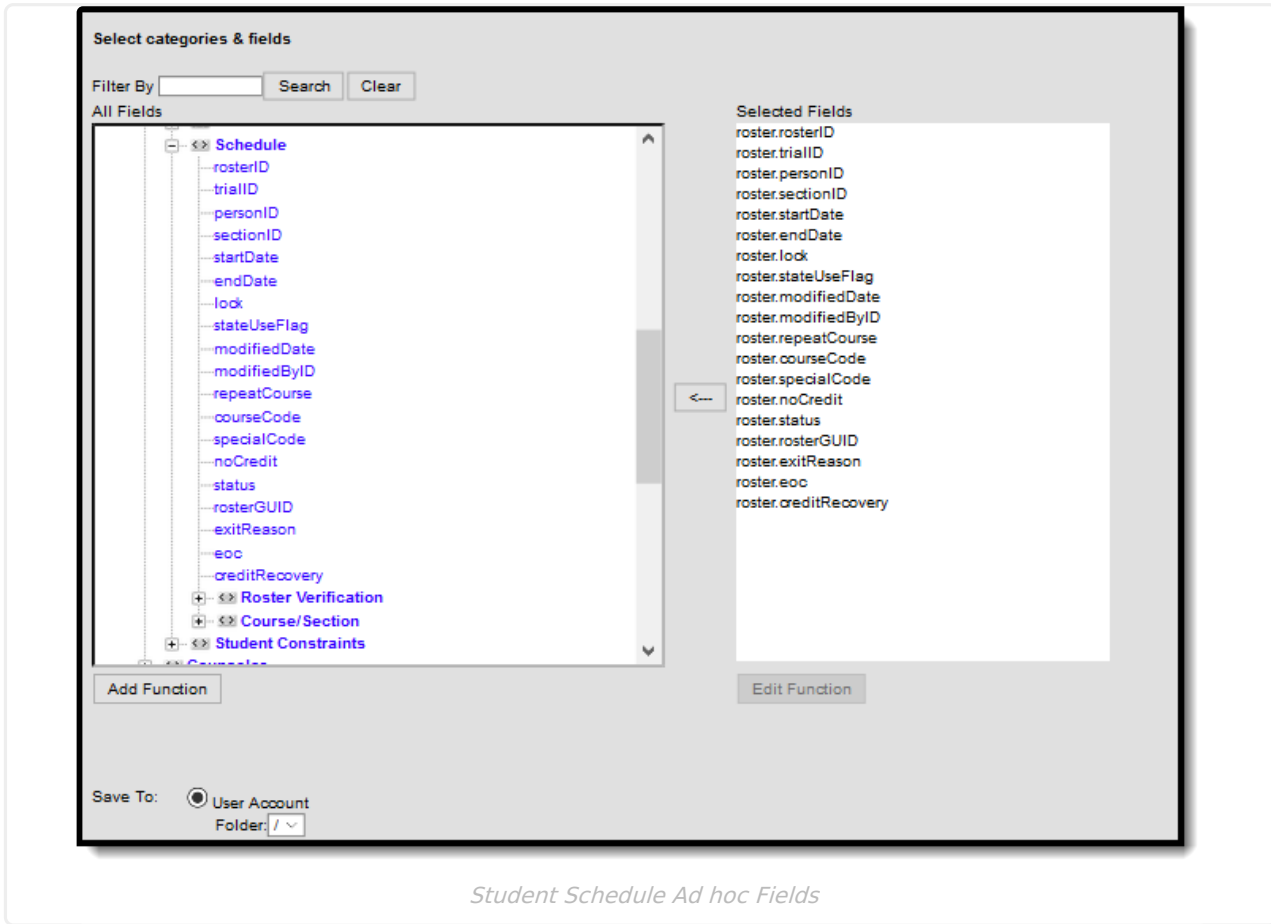 Select categories & fields
Filter By
Search
Clear
All Fields
Schedule
rosterID
trialID
personID
sectionID
startDate
endDate
lock
stateUseFlag
modifiedDate
modifiedByID
repeatCourse
courseCode
specialCode
noCredit
status
rosterGUID
exitReason
eoc
creditRecovery
Roster Verification
Course/Section
Student Constraints
<---
Selected Fields
roster.rosterID
roster.trialID
roster.personID
roster.sectionID
roster.startDate
roster.endDate
roster.lock
roster.stateUseFlag
roster.modifiedDate
roster.modifiedByID
roster.repeatCourse
roster.courseCode
roster.specialCode
roster.noCredit
roster.status
roster.rosterGUID
roster.exitReason
roster.eoc
roster.creditRecovery
Add Function
Edit Function
Save To:
User Account
Folder: /
Student Schedule Ad hoc Fields